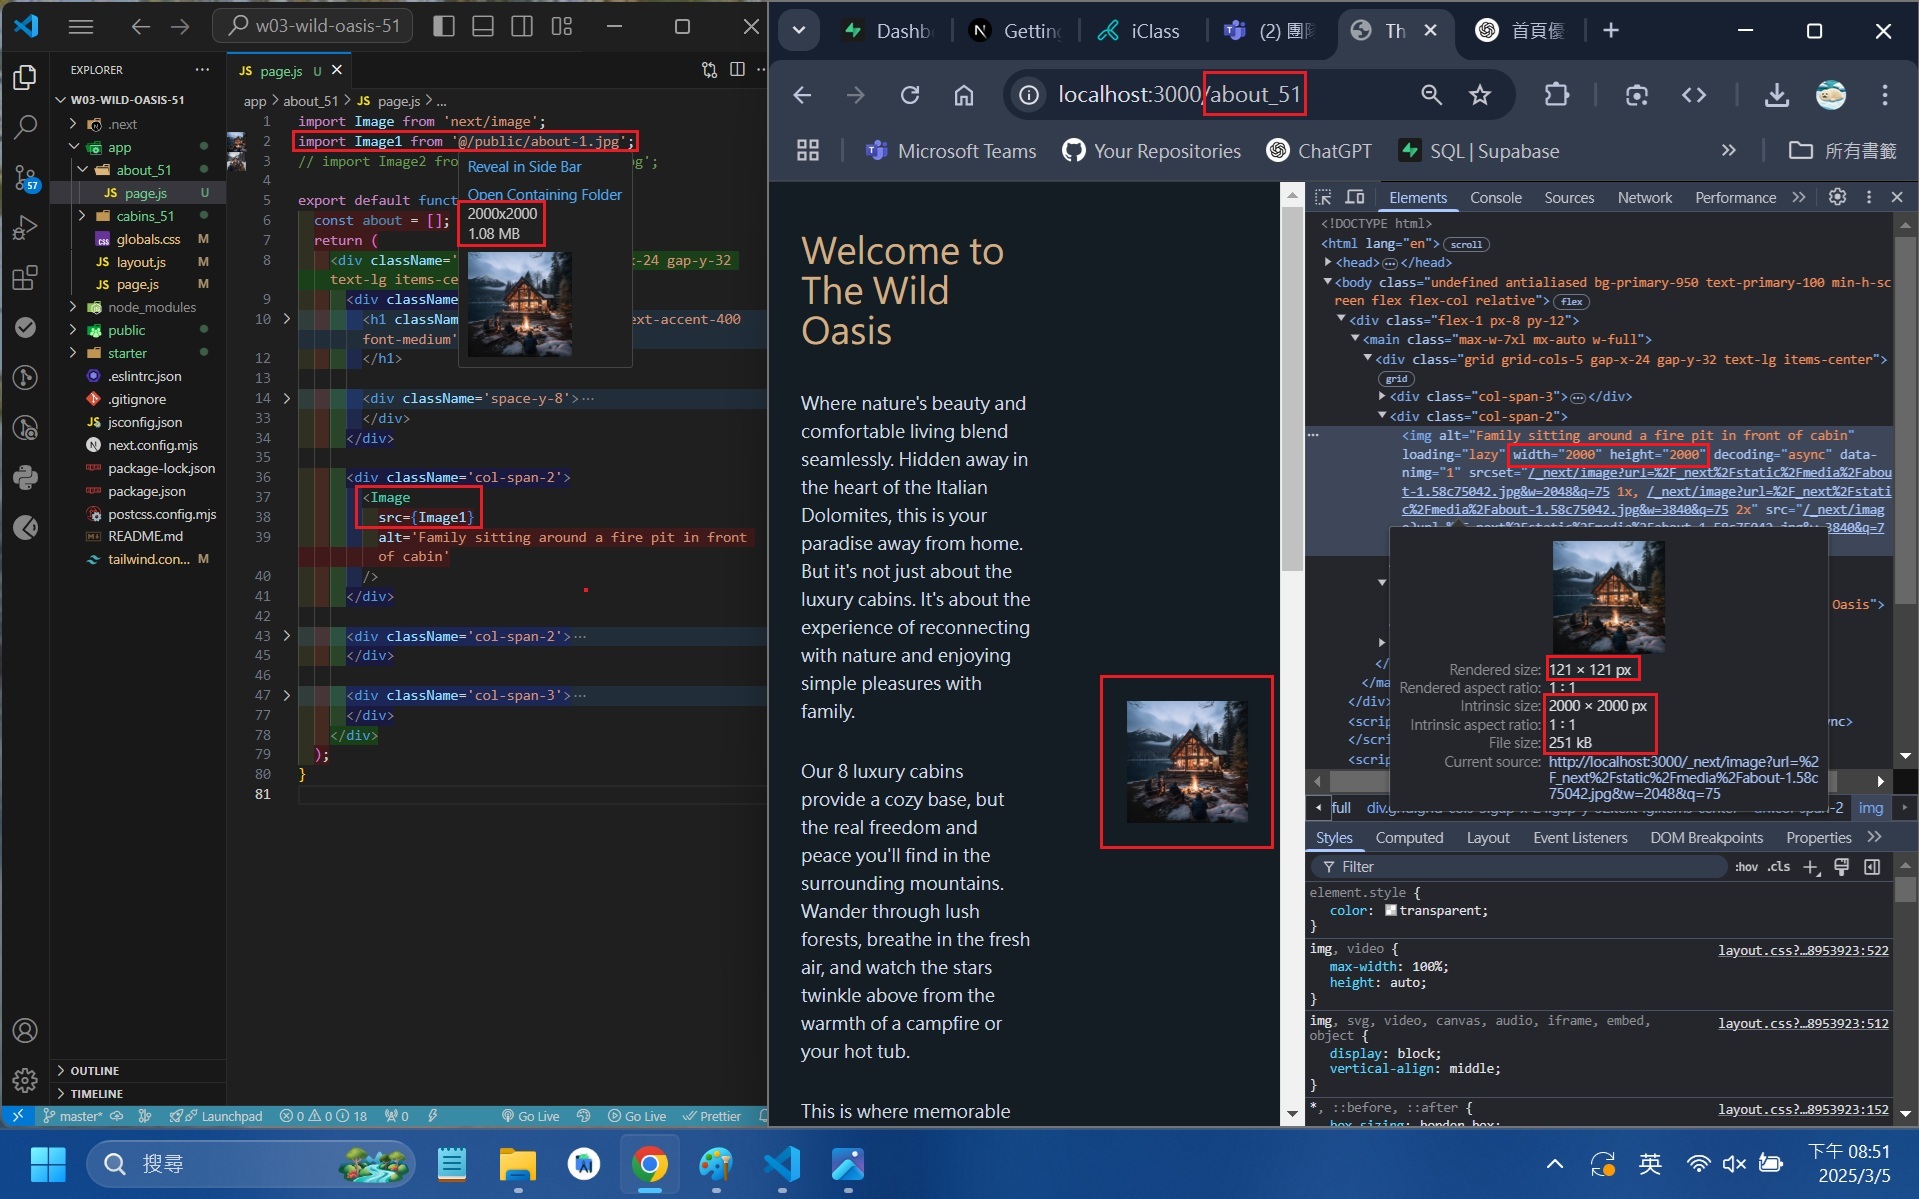 w03-wild-oasis-51
EXPLORER
W03-WILD-OASIS-51
.next
app
about_51
page.js U
cabins_51
globals.css M
layout.js M
page.js M
node_modules
public
starter
.eslintrc.json
.gitignore
jsconfig.json
next.config.mjs
package-lock.json
package.json
postcss.config.mjs
README.md
tailwind.con... M
OUTLINE
TIMELINE
57
JS page.js U
app > about_51 > JS page.js > ...
1 import Image from 'next/image';
2 import Image1 from '@/public/about-1.jpg';
3 // import Image2 fro g';
4
5 export default funct
6 const about = [];
7 return (
8 <div className=' x-24 gap-y-32
text-lg items-ce
9 <div className
10 <h1 classNam ext-accent-400
font-medium'
12 </h1>
13
14 <div className='space-y-8'>...
33 </div>
34 </div>
35
36 <div className='col-span-2'>
37 <Image
38 src={Image1}
39 alt='Family sitting around a fire pit in front
of cabin'
40 />
41 </div>
42
43 <div className='col-span-2'>...
45 </div>
46
47 <div className='col-span-3'>...
77 </div>
78 </div>
79 );
80 }
81
Reveal in Side Bar
Open Containing Folder
2000x2000
1.08 MB
master* Launchpad 0 0 18 0 Go Live Go Live Prettier
Dashb Getting iClass (2) 團隊 Th 首頁優
localhost:3000/about_51
Microsoft Teams Your Repositories ChatGPT SQL | Supabase » 所有書籤
Welcome to
The Wild
Oasis
Where nature's beauty and
comfortable living blend
seamlessly. Hidden away in
the heart of the Italian
Dolomites, this is your
paradise away from home.
But it's not just about the
luxury cabins. It's about the
experience of reconnecting
with nature and enjoying
simple pleasures with
family.
Our 8 luxury cabins
provide a cozy base, but
the real freedom and
peace you'll find in the
surrounding mountains.
Wander through lush
forests, breathe in the fresh
air, and watch the stars
twinkle above from the
warmth of a campfire or
your hot tub.
This is where memorable
Elements Console Sources Network Performance »
<!DOCTYPE html>
<html lang="en"> scroll
<head> ... </head>
<body class="undefined antialiased bg-primary-950 text-primary-100 min-h-sc
reen flex flex-col relative"> flex
<div class="flex-1 px-8 py-12">
<main class="max-w-7xl mx-auto w-full">
<div class="grid grid-cols-5 gap-x-24 gap-y-32 text-lg items-center">
grid
<div class="col-span-3"> ... </div>
<div class="col-span-2">
<img alt="Family sitting around a fire pit in front of cabin"
loading="lazy" width="2000" height="2000" decoding="async" data-
nimg="1" srcset="/_next/image?url=%2F_next%2Fstatic%2Fmedia%2Fabou
t-1.58c75042.jpg&w=2048&q=75 1x, /_next/image?url=%2F_next%2Fstati
c%2Fmedia%2Fabout-1.58c75042.jpg&w=3840&q=75 2x" src="/_next/imag
Oasis">
</
</ma
</div>
<scrip nc>
</scri
<scrip
Rendered size: 121 × 121 px
Rendered aspect ratio: 1∶1
Intrinsic size: 2000 × 2000 px
Intrinsic aspect ratio: 1∶1
File size: 251 kB
Current source: http://localhost:3000/_next/image?url=%2
F_next%2Fstatic%2Fmedia%2Fabout-1.58c
75042.jpg&w=2048&q=75
full img
Styles Computed Layout Event Listeners DOM Breakpoints Properties »
Filter :hov .cls
element.style {
color: transparent;
}
img, video { layout.css?…8953923:522
max-width: 100%;
height: auto;
}
img, svg, video, canvas, audio, iframe, embed, layout.css?…8953923:512
object {
display: block;
vertical-align: middle;
}
*, ::before, ::after { layout.css?…8953923:152
box-sizing: border-box;
搜尋
英
下午 08:51
2025/3/5